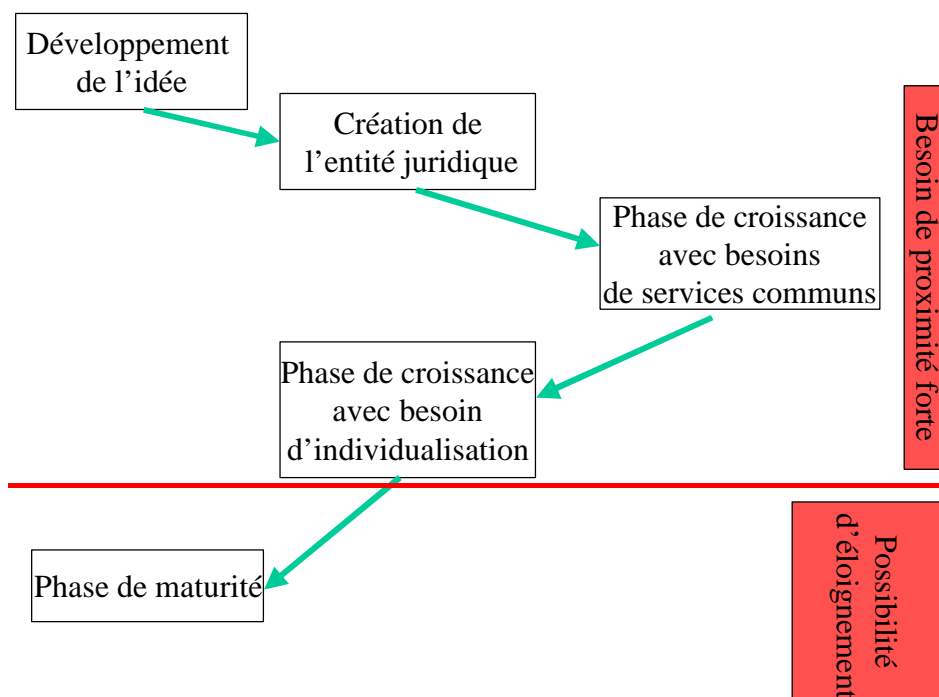 Développement
de l’idée
Création de
l’entité juridique
Phase de croissance
avec besoins
de services communs
Phase de croissance
avec besoin
d’individualisation
Phase de maturité
Besoin de proximité forte
Possibilité
d’éloignement